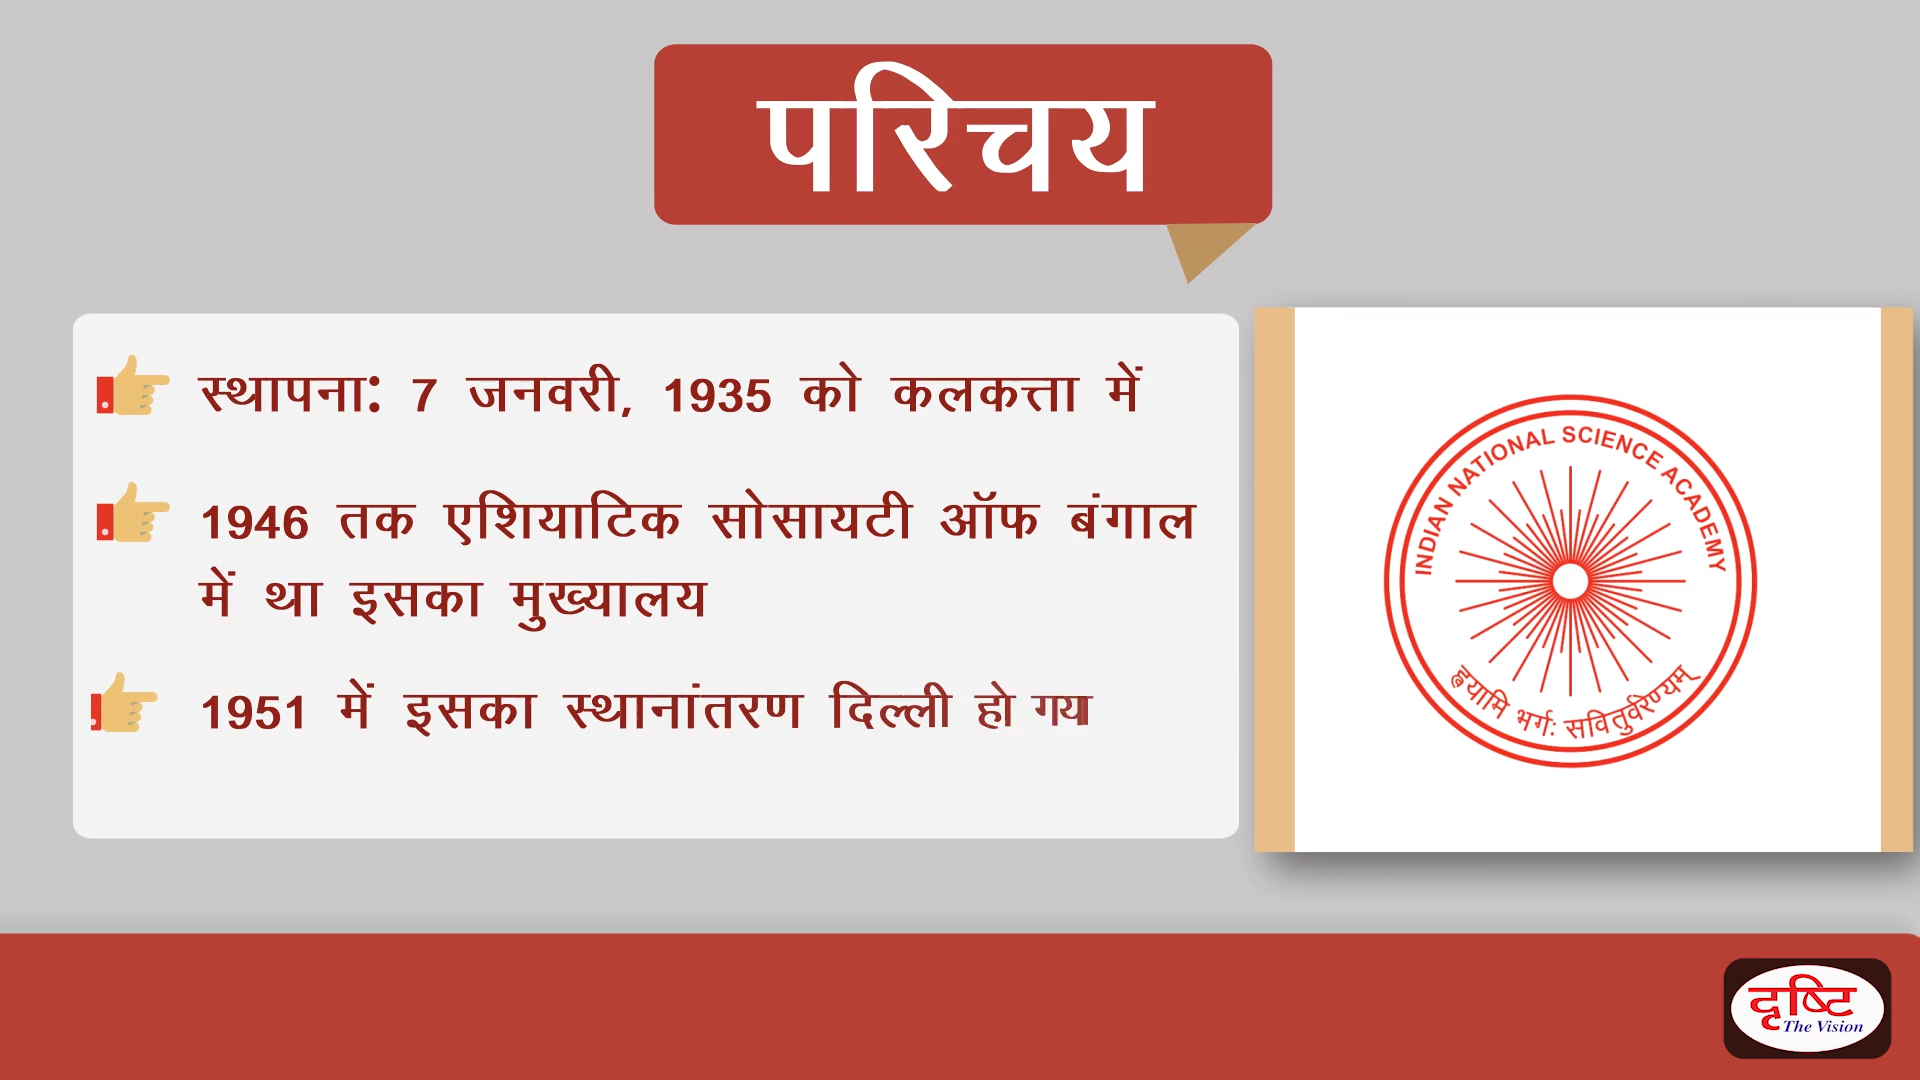 परिचय
स्थापना: 7 जनवरी, 1935 को कलकत्ता में
1946 तक एशियाटिक सोसायटी ऑफ बंगाल
में था इसका मुख्यालय
1951 में इसका स्थानांतरण दिल्ली हो गया
INDIAN NATIONAL SCIENCE ACADEMY
हृयामि भर्गः सवितुर्वरेण्यम्
दृष्टि
The Vision